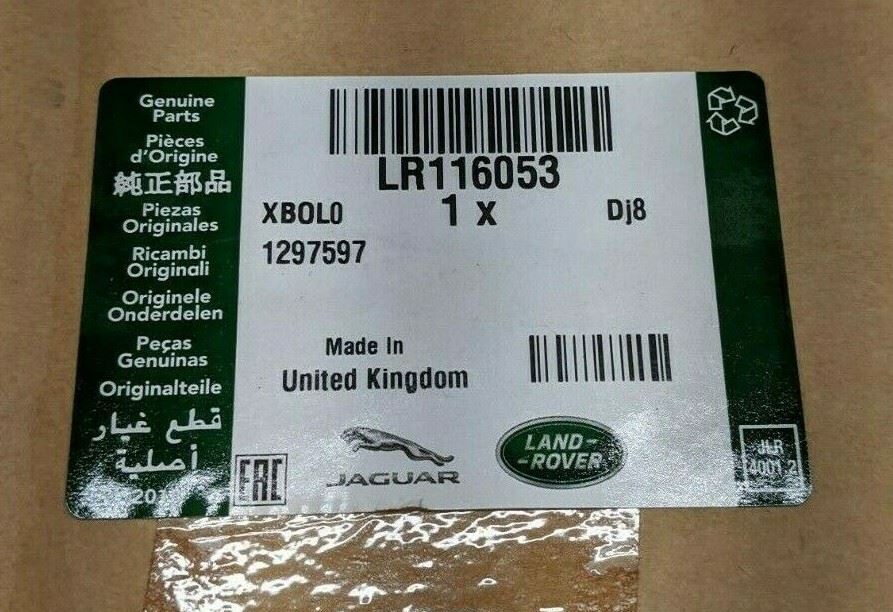 Genuine
Parts
Pièces
d'Origine
純正部品
Piezas
Originales
Ricambi
Originali
Originele
Onderdelen
Peças
Genuinas
Originalteile
قطع غيار
أصلية
LR116053
XBOL0 1 x Dj8
1297597
Made In
United Kingdom
JAGUAR
LAND-
-ROVER
EAC
JLR
4001.2